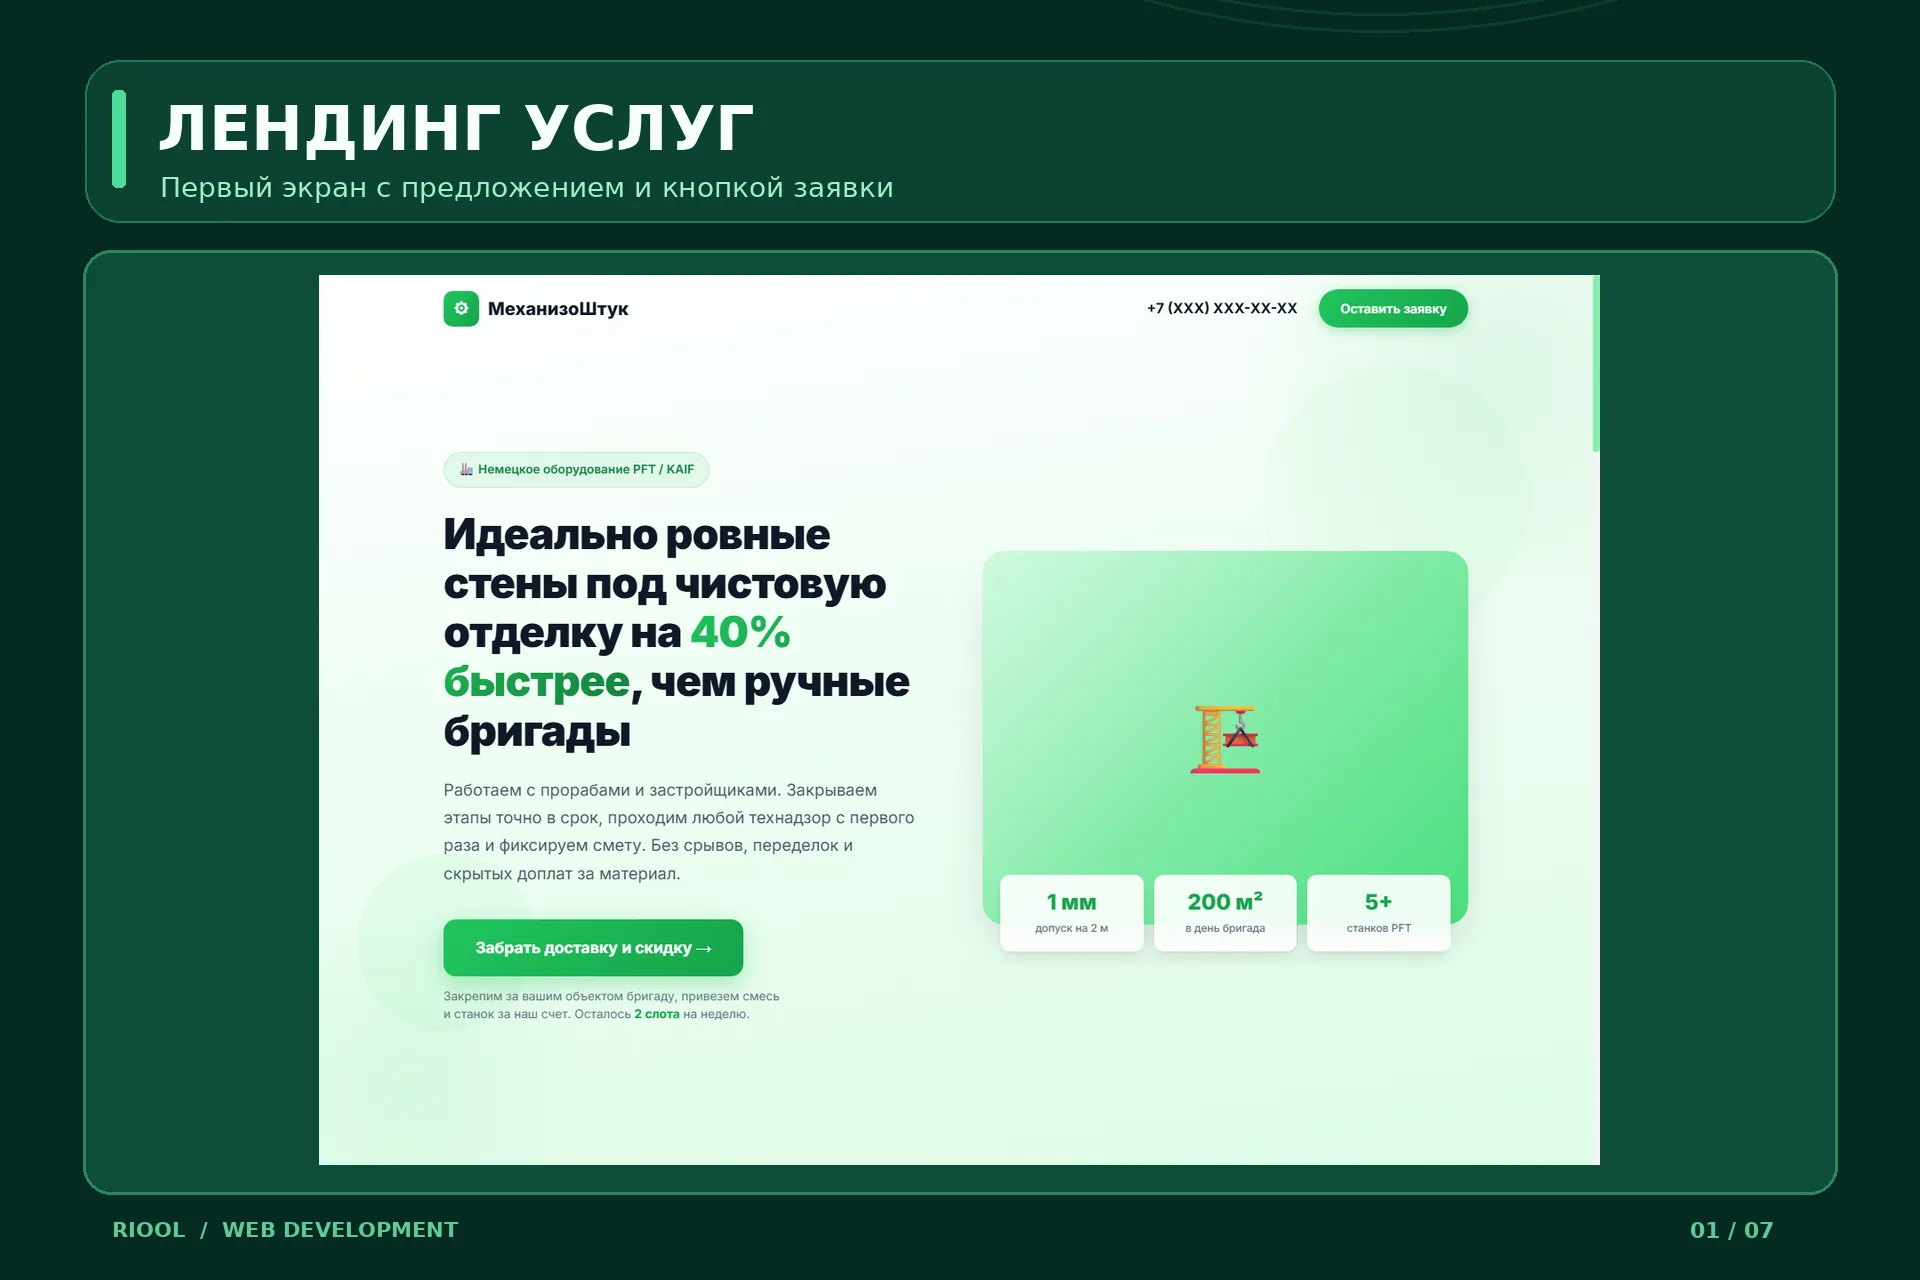 ЛЕНДИНГ УСЛУГ
Первый экран с предложением и кнопкой заявки
МеханизоШтук
+7 (XXX) XXX-XX-XX
Оставить заявку
Немецкое оборудование PFT / KAIF
Идеально ровные
стены под чистовую
отделку на 40%
быстрее, чем ручные
бригады
Работаем с прорабами и застройщиками. Закрываем
этапы точно в срок, проходим любой технадзор с первого
раза и фиксируем смету. Без срывов, переделок и
скрытых доплат за материал.
Забрать доставку и скидку →
Закрепим за вашим объектом бригаду, привезем смесь
и станок за наш счет. Осталось 2 слота на неделю.
1 мм
допуск на 2 м
200 м²
в день бригада
5+
станков PFT
RIOOL / WEB DEVELOPMENT
01 / 07